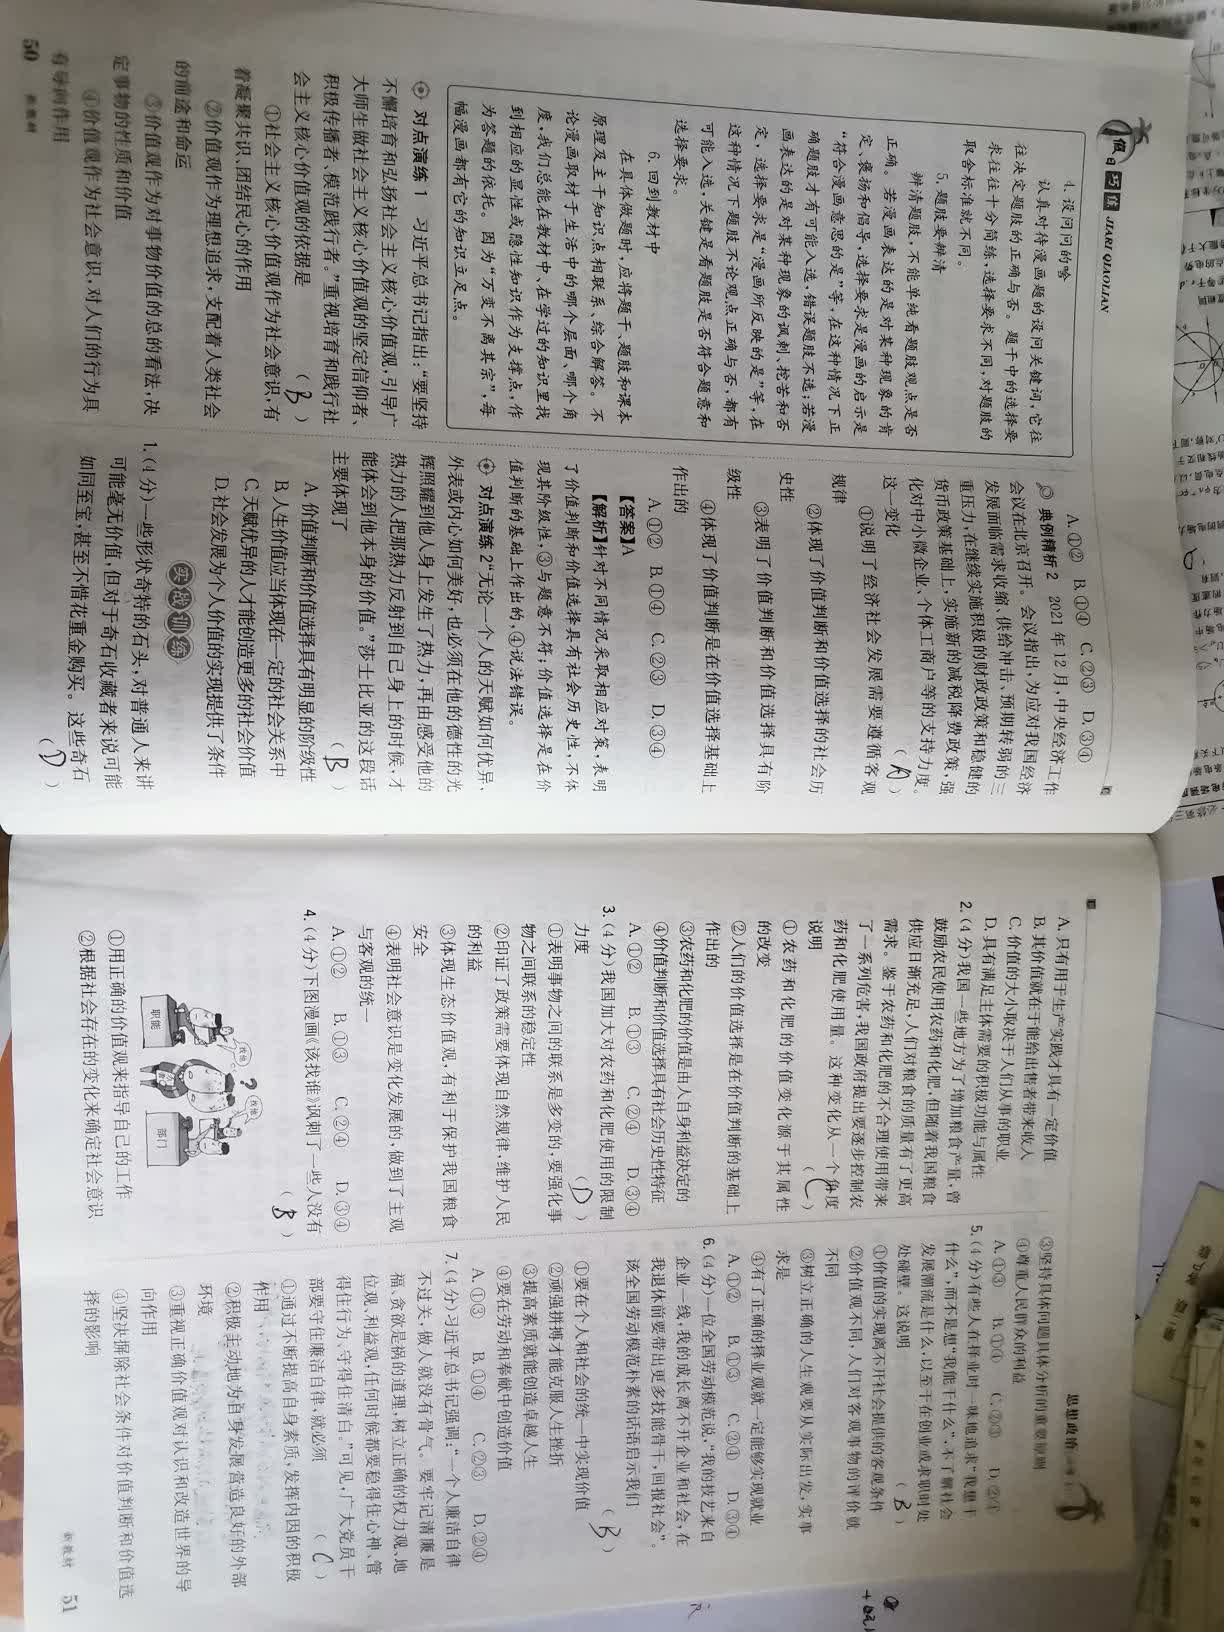 假日巧练 JIARI QIAOLIAN
4.设问问的啥
认真对待漫画题的设问关键词,它往
往决定题肢的正确与否。题干中的选择要
求往往十分简练,选择要求不同,对题肢的
取舍标准就不同。
5.题肢要辨清
辨清题肢,不能单纯看题肢观点是否
正确。若漫画表达的是对某种现象的肯
定、褒扬和倡导,选择要求是漫画的启示是
“符合漫画意思的是”等,在这种情况下正
确题肢才有可能入选,错误题肢不选;若漫
画表达的是对某种现象的讽刺、挖苦和否
定,选择要求是“漫画所反映的是”等,在
这种情况下题肢不论观点正确与否,都有
可能入选,关键是看题肢是否符合题意和
选择要求。
6.回到教材中
在具体做题时,应将题干、题肢和课本
原理及主干知识点相联系、综合解答。不
论漫画取材于生活中的哪个层面、哪个角
度,我们总能在教材中、在学过的知识里找
到相应的显性或隐性知识作为支撑点,作
为答题的依托。因为“万变不离其宗”,每
幅漫画都有它的知识立足点。
对点演练1 习近平总书记指出:“要坚持
不懈培育和弘扬社会主义核心价值观,引导广
大师生做社会主义核心价值观的坚定信仰者、
积极传播者、模范践行者。”重视培育和践行社
会主义核心价值观的依据是 (B)
①社会主义核心价值观作为社会意识,有
着凝聚共识、团结民心的作用
②价值观作为理想追求,支配着人类社会
的前途和命运
③价值观作为对事物价值的总的看法,决
定事物的性质和价值
④价值观作为社会意识,对人们的行为具
有导向作用
50 新教材
A.①② B.①④ C.②③ D.③④
典例精析2 2021年12月,中央经济工作
会议在北京召开。会议指出,为应对我国经济
发展面临需求收缩、供给冲击、预期转弱的三
重压力,在继续实施积极的财政政策和稳健的
货币政策基础上,实施新的减税降费政策,强
化对中小微企业、个体工商户等的支持力度。
这一变化 (A)
①说明了经济社会发展需要遵循客观
规律
②体现了价值判断和价值选择的社会历
史性
③表明了价值判断和价值选择具有阶
级性
④体现了价值判断是在价值选择基础上
作出的
A.①② B.①④ C.②③ D.③④
【答案】A
【解析】针对不同情况采取相应对策,表明
了价值判断和价值选择具有社会历史性,不体
现其阶级性,③与题意不符;价值选择是在价
值判断的基础上作出的,④说法错误。
对点演练2 “无论一个人的天赋如何优异,
外表或内心如何美好,也必须在他的德性的光
辉照耀到他人身上发生了热力,再由感受他的
热力的人把那热力反射到自己身上的时候,才
能体会到他本身的价值。”莎士比亚的这段话
主要体现了 (B)
A.价值判断和价值选择具有明显的阶级性
B.人生价值应当体现在一定的社会关系中
C.天赋优异的人才能创造更多的社会价值
D.社会发展为个人价值的实现提供了条件
实战训练
1.(4分)一些形状奇特的石头,对普通人来讲
可能毫无价值,但对于奇石收藏者来说可能
如同至宝,甚至不惜花重金购买。这些奇石
(D)
A.只有用于生产实践才具有一定价值
B.其价值就在于能给出售者带来收入
C.价值的大小取决于人们从事的职业
D.具有满足主体需要的积极功能与属性
2.(4分)我国一些地方为了增加粮食产量,曾
鼓励农民使用农药和化肥,但随着我国粮食
供应日渐充足,人们对粮食的质量有了更高
需求。鉴于农药和化肥的不合理使用带来
了一系列危害,我国政府提出要逐步控制农
药和化肥使用量。这种变化从一个角度
说明 (C)
①农药和化肥的价值变化源于其属性
的改变
②人们的价值选择是在价值判断的基础上
作出的
③农药和化肥的价值是由人自身利益决定的
④价值判断和价值选择具有社会历史性特征
A.①② B.①③ C.②④ D.③④
3.(4分)我国加大对农药和化肥使用的限制
力度 (D)
①表明事物之间的联系是多变的,要强化事
物之间联系的稳定性
②印证了政策需要体现自然规律,维护人民
的利益
③体现生态价值观,有利于保护我国粮食
安全
④表明社会意识是变化发展的,做到了主观
与客观的统一
A.①② B.①③ C.②④ D.③④
4.(4分)下图漫画《该找谁》讽刺了一些人没有
(B)
找他
?
找他
职能
部门
①用正确的价值观来指导自己的工作
②根据社会存在的变化来确定社会意识
思想政治
③坚持具体问题具体分析的重要原则
④尊重人民群众的利益
A.①③ B.①④ C.②③ D.②④
5.(4分)有些人在择业时一味地追求“我想干
什么”,而不是想“我能干什么”,不了解社会
发展潮流是什么,以至于在创业或求职时处
处碰壁。这说明 (B)
①价值的实现离不开社会提供的客观条件
②价值观不同,人们对客观事物的评价就
不同
③树立正确的人生观要从实际出发,实事
求是
④有了正确的择业观就一定能够实现就业
A.①② B.①③ C.②④ D.③④
6.(4分)一位全国劳动模范说,“我的技艺来自
企业一线,我的成长离不开企业和社会,在
我退休前要带出更多技能骨干,回报社会”。
该全国劳动模范朴素的话语启示我们
(B)
①要在个人和社会的统一中实现价值
②顽强拼搏才能克服人生挫折
③提高素质就能创造卓越人生
④要在劳动和奉献中创造价值
A.①③ B.①④ C.②③ D.②④
7.(4分)习近平总书记强调:“一个人廉洁自律
不过关,做人就没有骨气。要牢记清廉是
福、贪欲是祸的道理,树立正确的权力观、地
位观、利益观,任何时候都要稳得住心神、管
得住行为、守得住清白。”可见,广大党员干
部要守住廉洁自律,就必须 (C)
①通过不断提高自身素质,发挥内因的积极
作用
②积极主动地为自身发展营造良好的外部
环境
③重视正确价值观对认识和改造世界的导
向作用
④坚决摒除社会条件对价值判断和价值选
择的影响
新教材 51